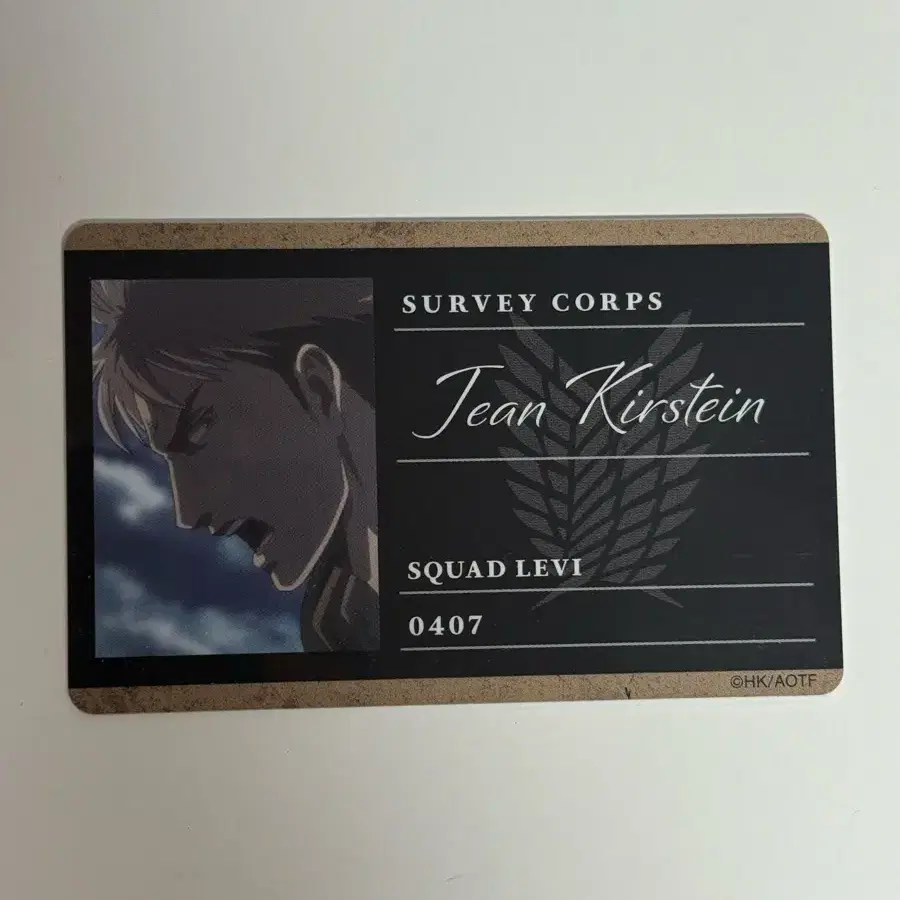 SURVEY CORPS
Jean Kirstein
SQUAD LEVI
0407
©HK/AOTF